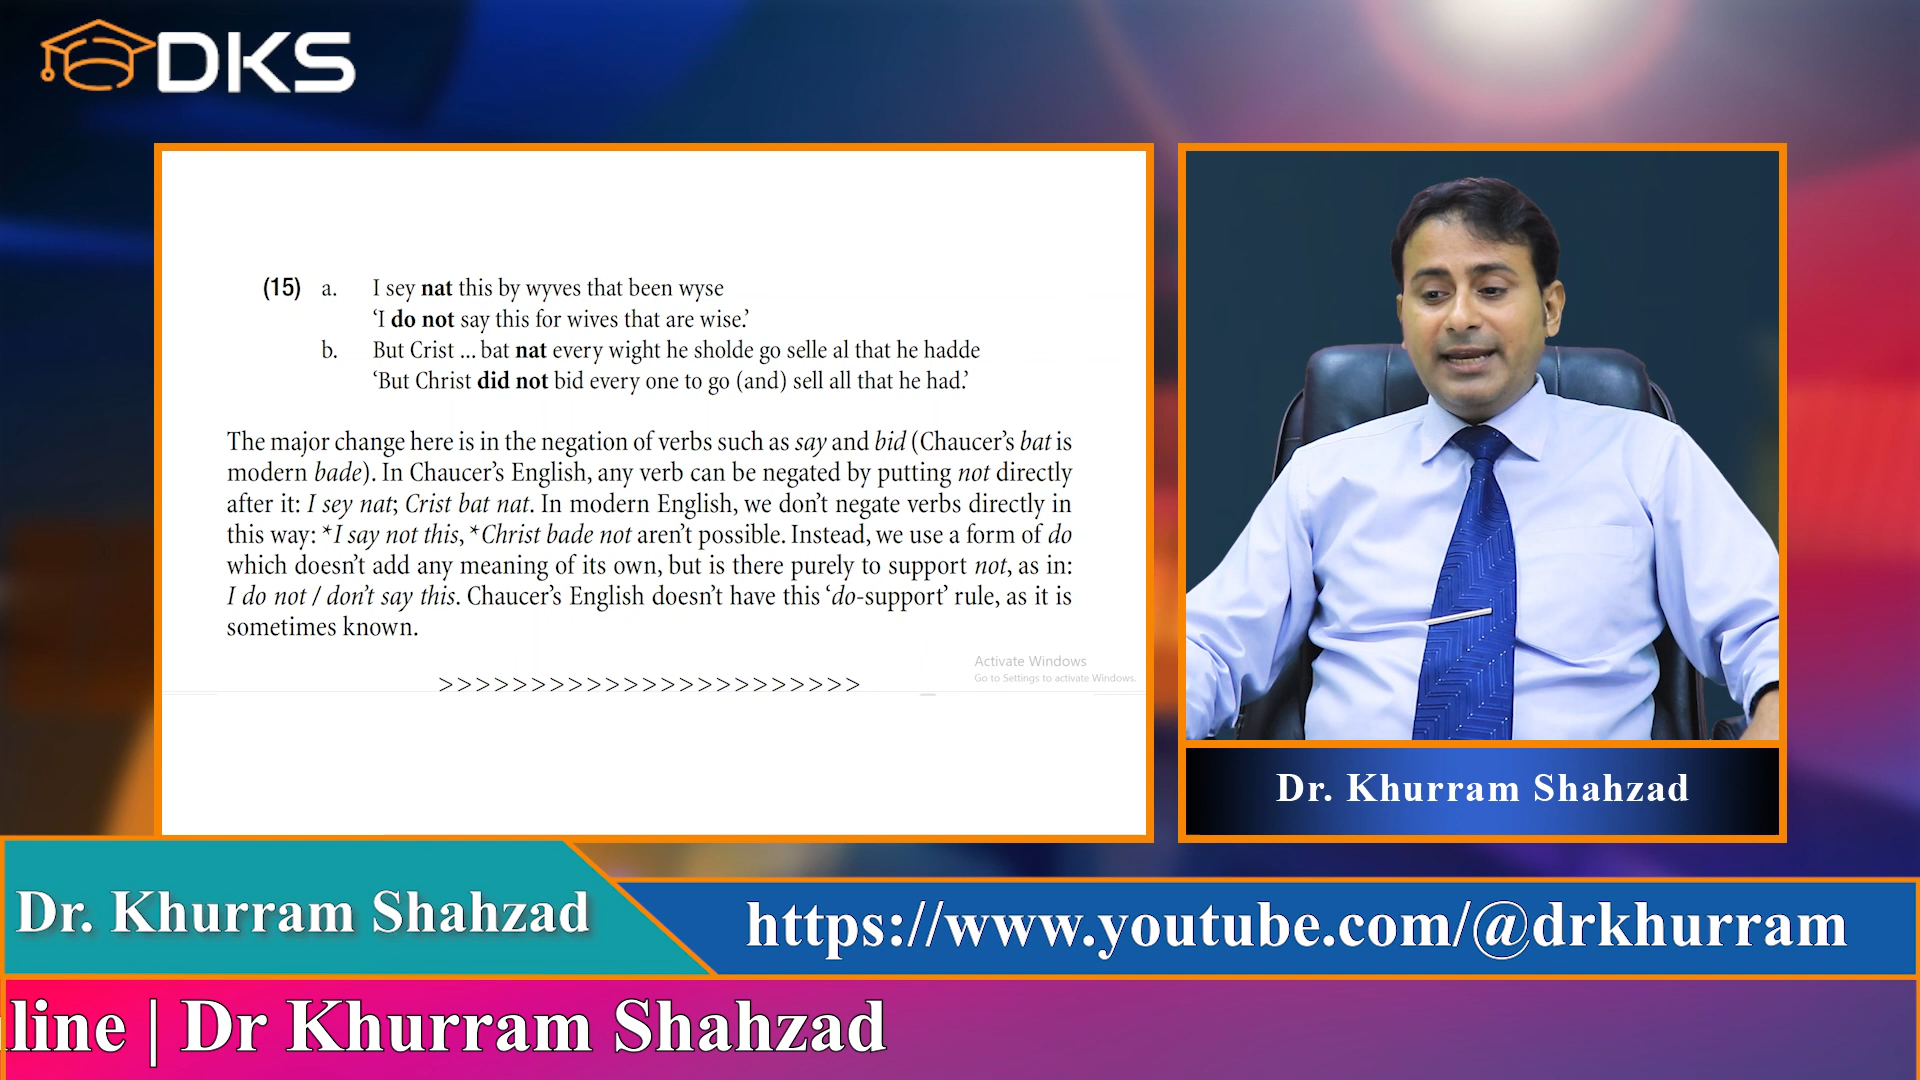 DKS
(15) a. I sey nat this by wyves that been wyse
‘I do not say this for wives that are wise.’
b. But Crist ... bat nat every wight he sholde go selle al that he hadde
‘But Christ did not bid every one to go (and) sell all that he had.’
The major change here is in the negation of verbs such as say and bid (Chaucer’s bat is
modern bade). In Chaucer’s English, any verb can be negated by putting not directly
after it: I sey nat; Crist bat nat. In modern English, we don’t negate verbs directly in
this way: *I say not this, *Christ bade not aren’t possible. Instead, we use a form of do
which doesn’t add any meaning of its own, but is there purely to support not, as in:
I do not / don’t say this. Chaucer’s English doesn’t have this ‘do-support’ rule, as it is
sometimes known.
Activate Windows
Go to Settings to activate Windows.
>>>>>>>>>>>>>>>>>>>>>>>
Dr. Khurram Shahzad
Dr. Khurram Shahzad
https://www.youtube.com/@drkhurram
line | Dr Khurram Shahzad